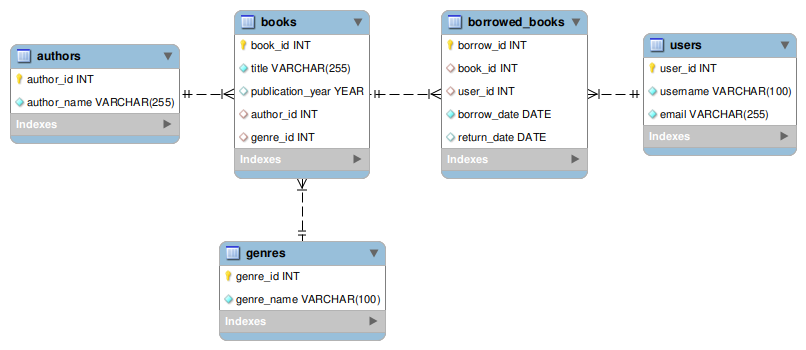 authors
author_id INT
author_name VARCHAR(255)
Indexes
books
book_id INT
title VARCHAR(255)
publication_year YEAR
author_id INT
genre_id INT
Indexes
borrowed_books
borrow_id INT
book_id INT
user_id INT
borrow_date DATE
return_date DATE
Indexes
users
user_id INT
username VARCHAR(100)
email VARCHAR(255)
Indexes
genres
genre_id INT
genre_name VARCHAR(100)
Indexes